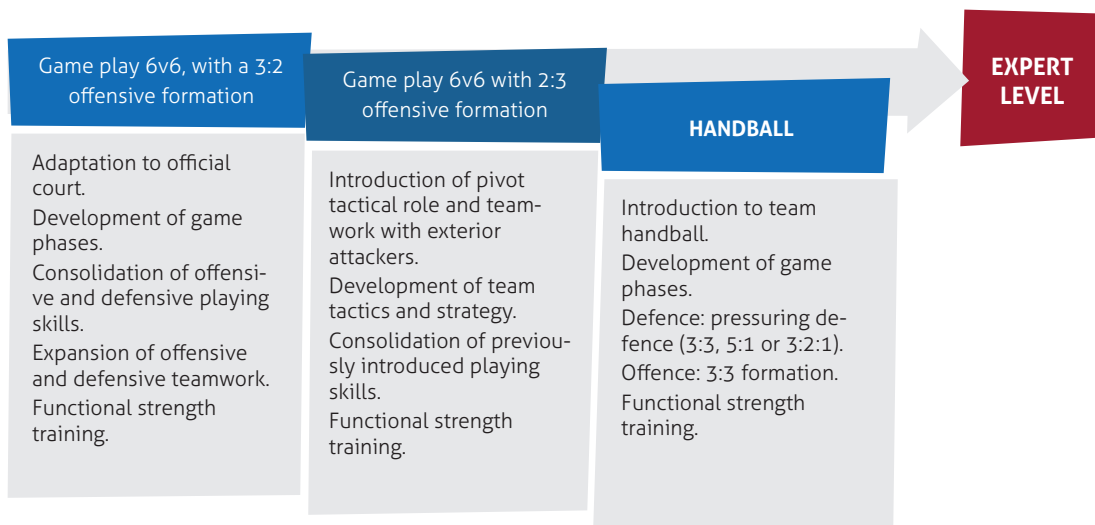 Game play 6v6, with a 3:2
offensive formation
Adaptation to official
court.
Development of game
phases.
Consolidation of offensi-
ve and defensive playing
skills.
Expansion of offensive
and defensive teamwork.
Functional strength
training.
Game play 6v6 with 2:3
offensive formation
Introduction of pivot
tactical role and team-
work with exterior
attackers.
Development of team
tactics and strategy.
Consolidation of previou-
sly introduced playing
skills.
Functional strength
training.
HANDBALL
Introduction to team
handball.
Development of game
phases.
Defence: pressuring de-
fence (3:3, 5:1 or 3:2:1).
Offence: 3:3 formation.
Functional strength
training.
EXPERT
LEVEL